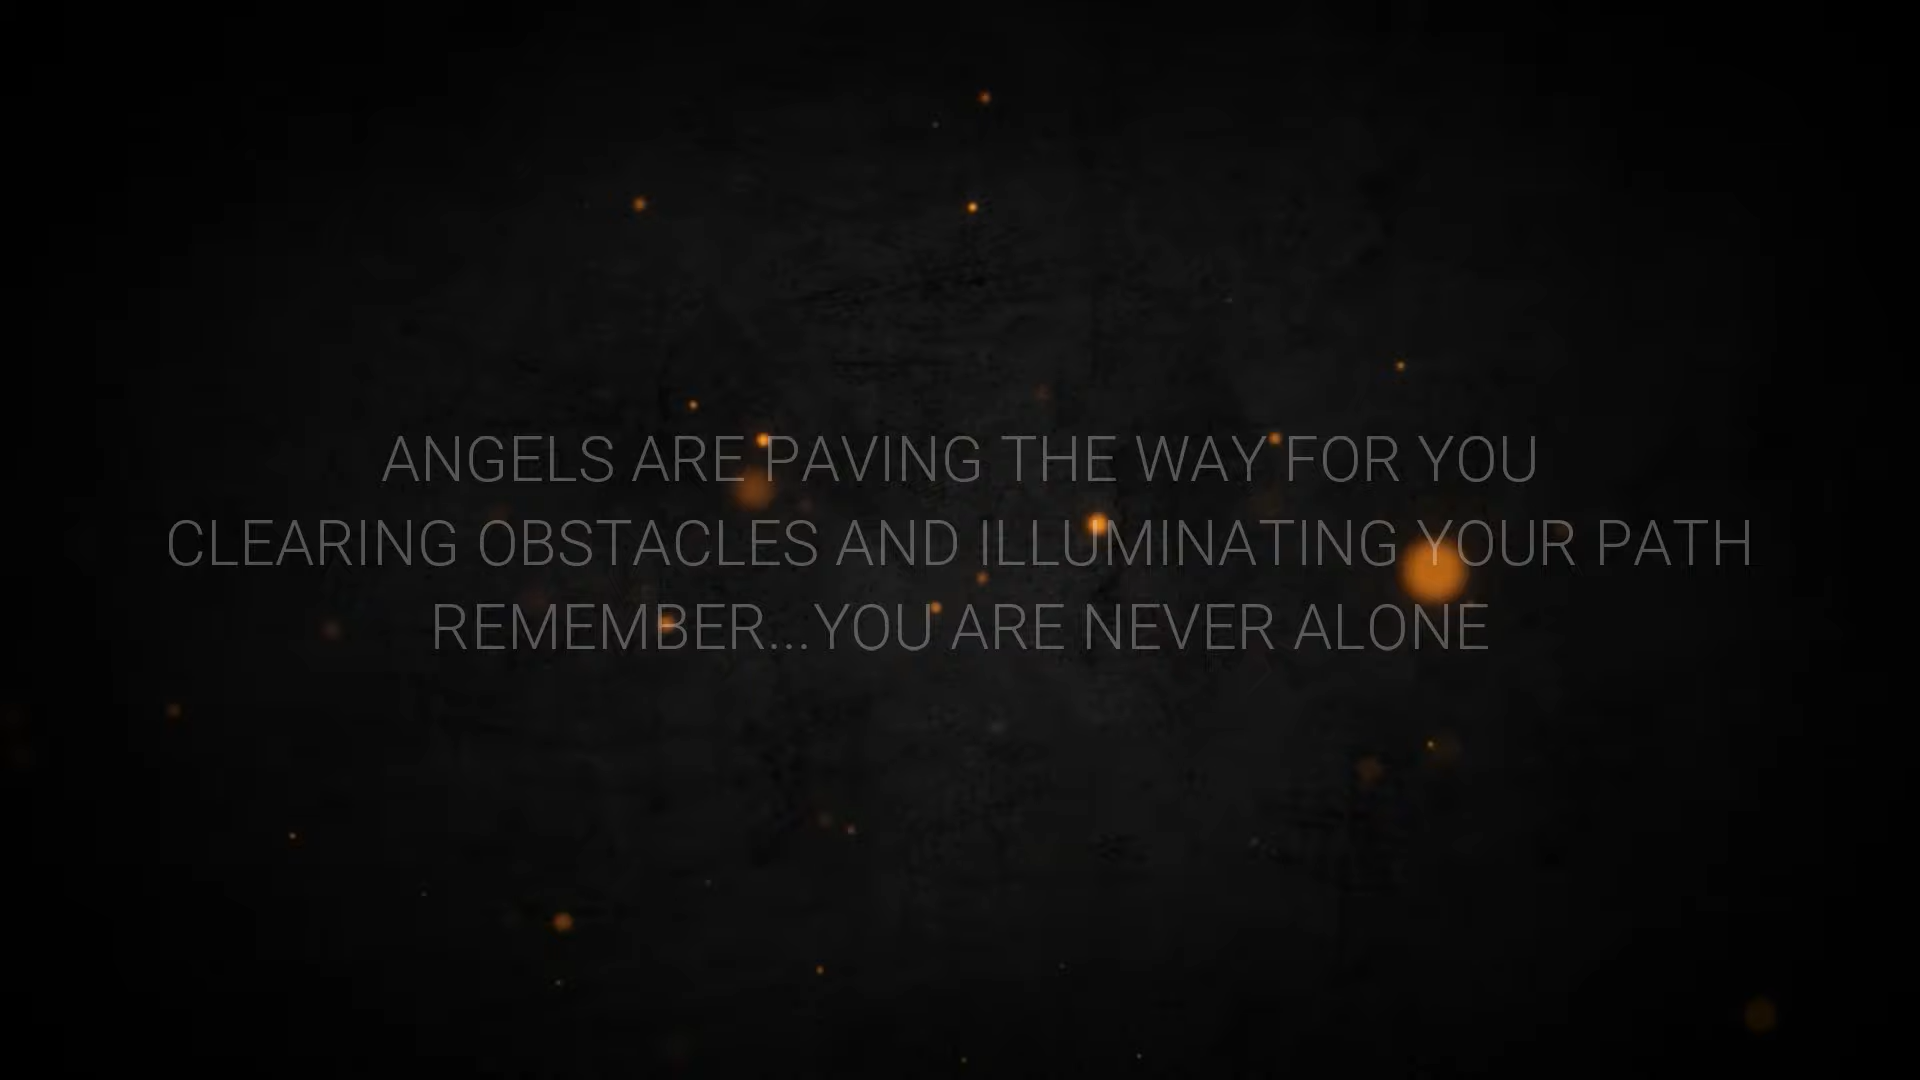 ANGELS ARE PAVING THE WAY FOR YOU
CLEARING OBSTACLES AND ILLUMINATING YOUR PATH
REMEMBER...YOU ARE NEVER ALONE